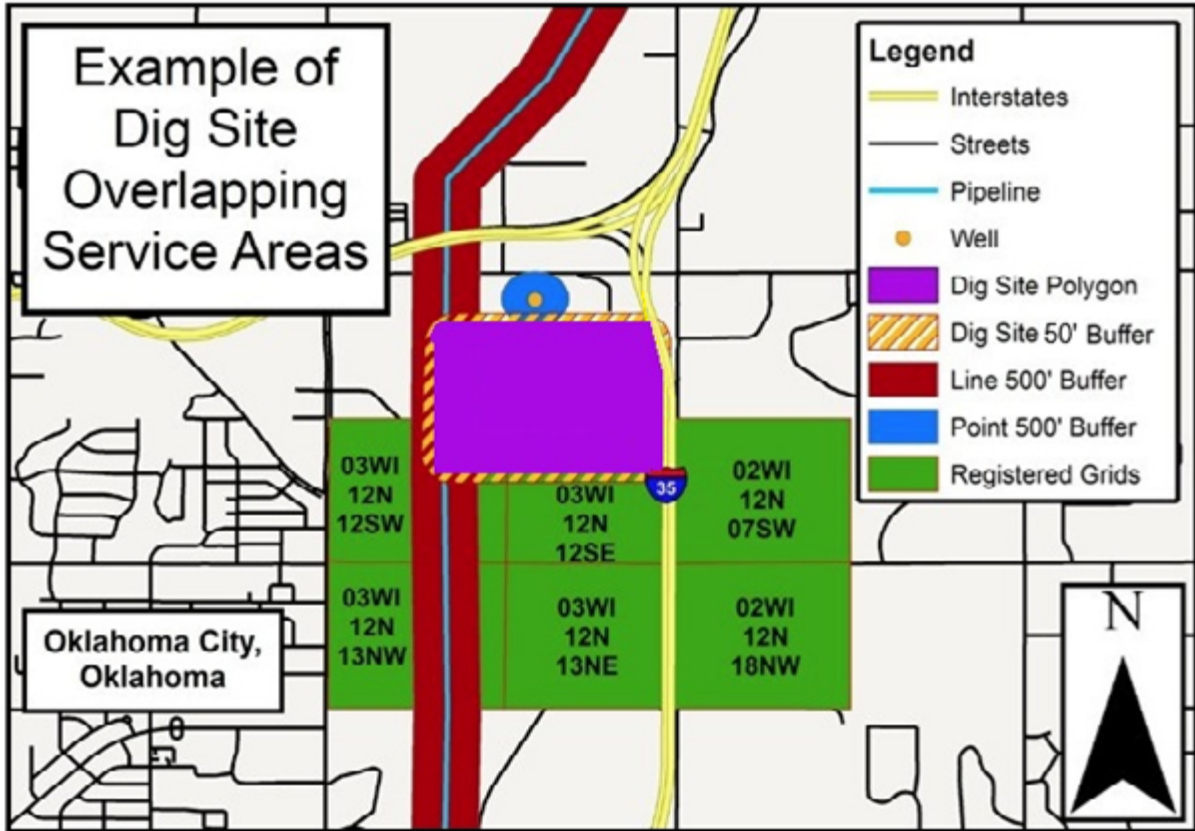 Example of
Dig Site
Overlapping
Service Areas
Legend
Interstates
Streets
Pipeline
Well
Dig Site Polygon
Dig Site 50' Buffer
Line 500' Buffer
Point 500' Buffer
Registered Grids
03WI
12N
12SW
03WI
12N
12SE
02WI
12N
07SW
35
03WI
12N
13NW
03WI
12N
13NE
02WI
12N
18NW
Oklahoma City,
Oklahoma
N